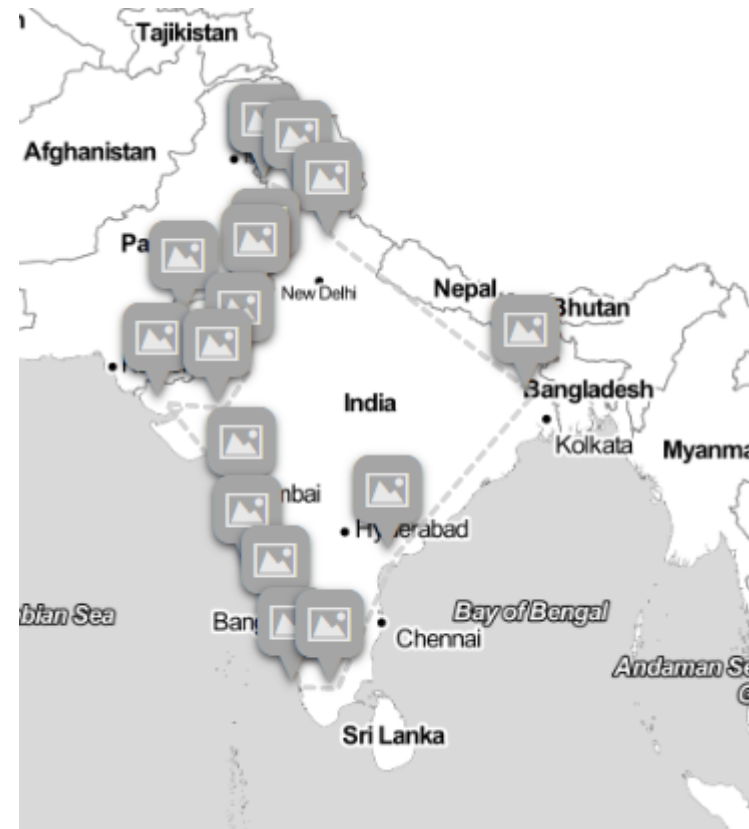 Tajikistan
Afghanistan
New Delhi
Nepal
Bhutan
India
Bangladesh
Kolkata
Hyderabad
Chennai
Bay of Bengal
Sri Lanka